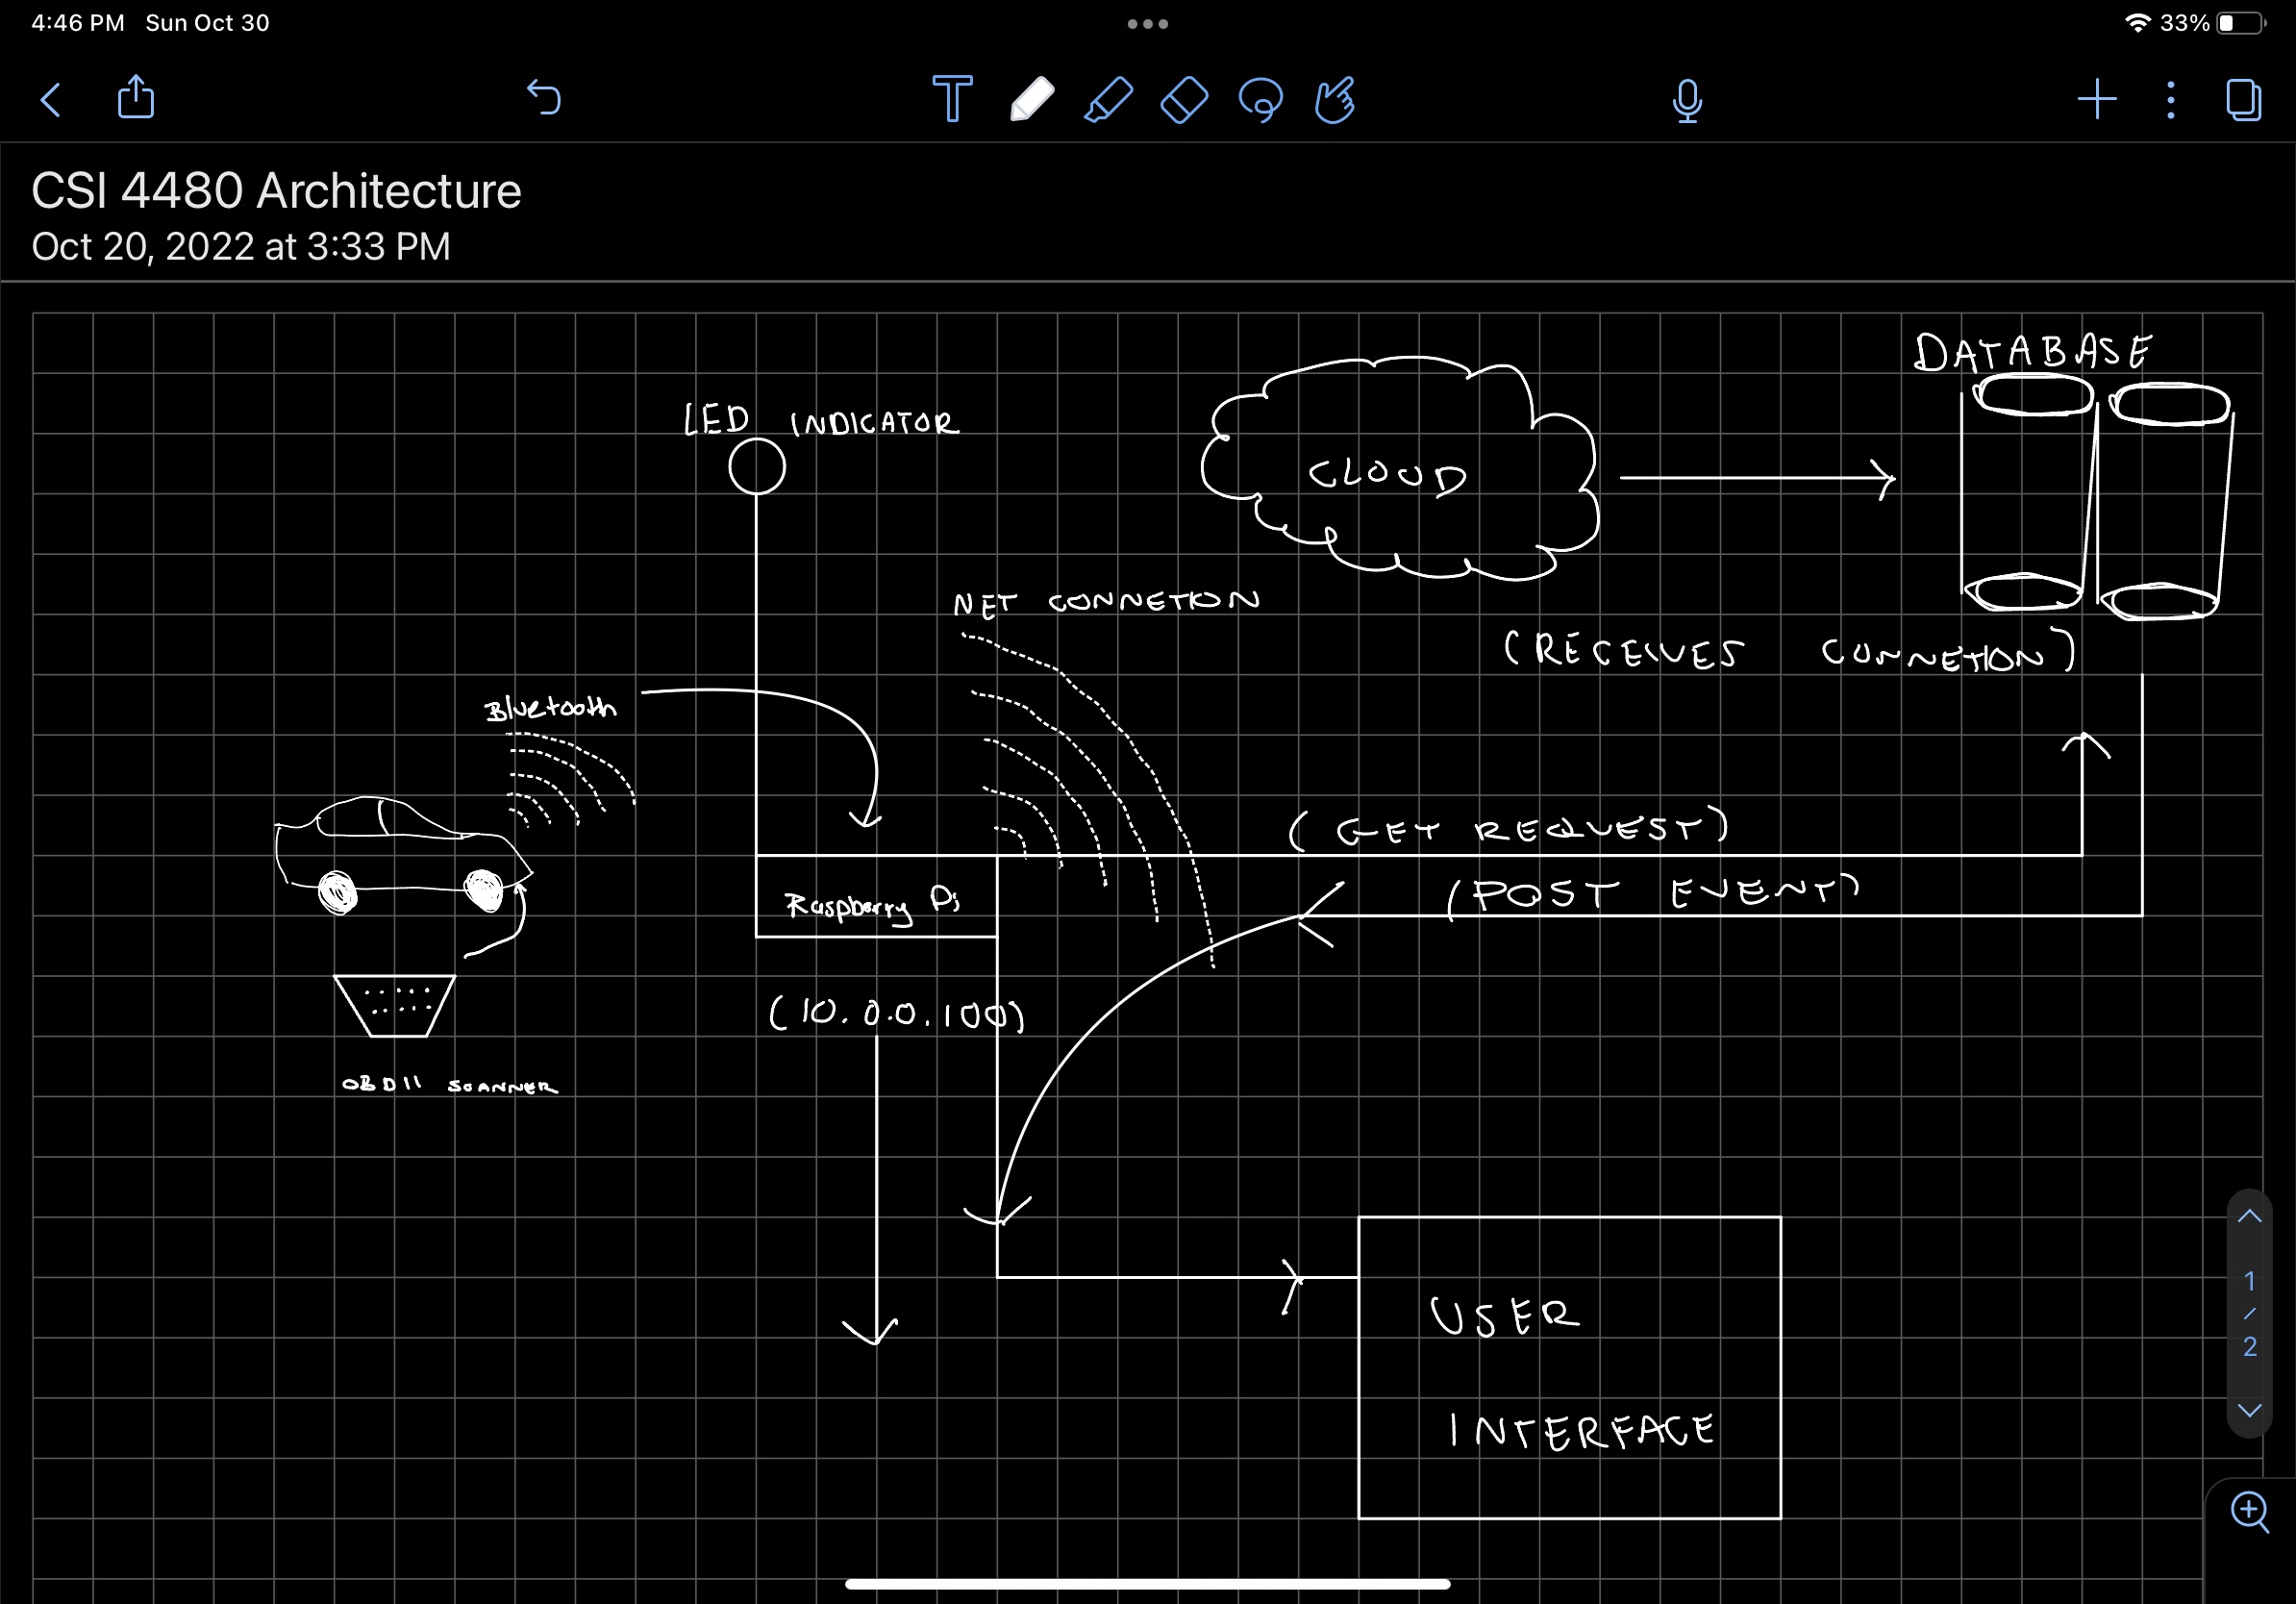 4:46 PM Sun Oct 30
33%
CSI 4480 Architecture
Oct 20, 2022 at 3:33 PM
DATABASE
LED INDICATOR
CLOUD
NET CONNETION
(RECEIVES CONNETION)
Bluetooth
(GET REQUEST)
(POST EVENT)
Raspberry Pi
(10.0.0.100)
OBDII SCANNER
USER
INTERFACE
1
/
2